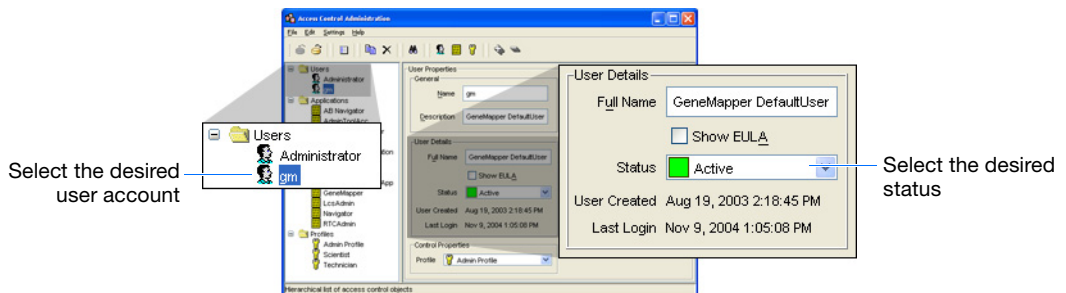 Access Control Administration
File Edit Settings Help
Users
Administrator
gm
Applications
AB Navigator
AdminToolApp
GeneMapper
LcsAdmin
Navigator
RTCAdmin
Profiles
Admin Profile
Scientist
Technician
User Properties
General
Name gm
Description GeneMapper DefaultUser
User Details
Full Name GeneMapper DefaultUser
Show EULA
Status Active
User Created Aug 19, 2003 2:18:45 PM
Last Login Nov 9, 2004 1:05:08 PM
Control Properties
Profile Admin Profile
Hierarchical list of access control objects
Select the desired
user account
Users
Administrator
gm
User Details
Full Name GeneMapper DefaultUser
Show EULA
Status Active
User Created Aug 19, 2003 2:18:45 PM
Last Login Nov 9, 2004 1:05:08 PM
Select the desired
status